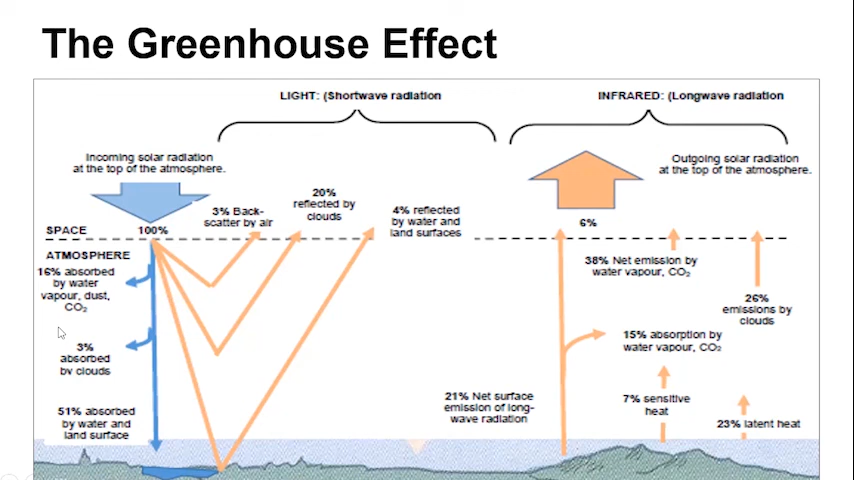 The Greenhouse Effect
LIGHT: (Shortwave radiation
INFRARED: (Longwave radiation
Incoming solar radiation
at the top of the atmosphere.
Outgoing solar radiation
at the top of the atmosphere.
3% Back-
scatter by air
20%
reflected by
clouds
4% reflected
by water and
land surfaces
SPACE
100%
6%
ATMOSPHERE
16% absorbed
by water
vapour, dust,
CO₂
38% Net emission by
water vapour, CO₂
26%
emissions by
clouds
3%
absorbed
by clouds
15% absorption by
water vapour, CO₂
51% absorbed
by water and
land surface
21% Net surface
emission of long-
wave radiation
7% sensitive
heat
23% latent heat